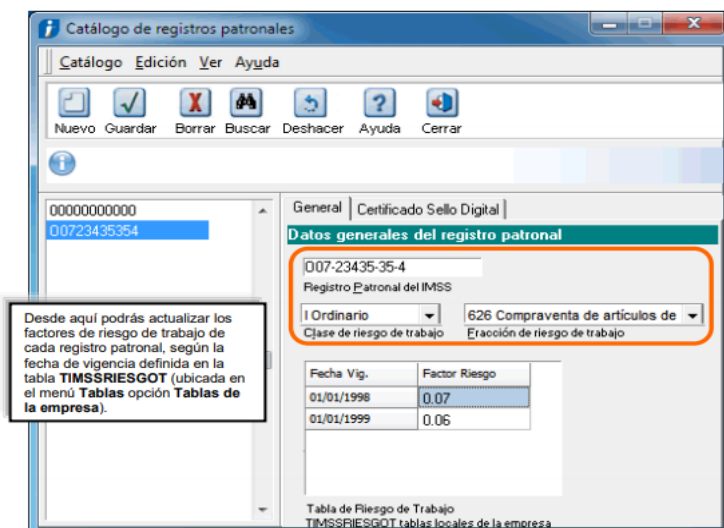 Catálogo de registros patronales
Catálogo Edición Ver Ayuda
Nuevo Guardar Borrar Buscar Deshacer Ayuda Cerrar
00000000000
O0723435354
General Certificado Sello Digital
Datos generales del registro patronal
O07-23435-35-4
Registro Patronal del IMSS
I Ordinario
626 Compraventa de artículos de
Clase de riesgo de trabajo
Fracción de riesgo de trabajo
Desde aquí podrás actualizar los
factores de riesgo de trabajo de
cada registro patronal, según la
fecha de vigencia definida en la
tabla TIMSSRIESGOT (ubicada en
el menú Tablas opción Tablas de
la empresa).
Fecha Vig. Factor Riesgo
01/01/1998 0.07
01/01/1999 0.06
Tabla de Riesgo de Trabajo
TIMSSRIESGOT tablas locales de la empresa